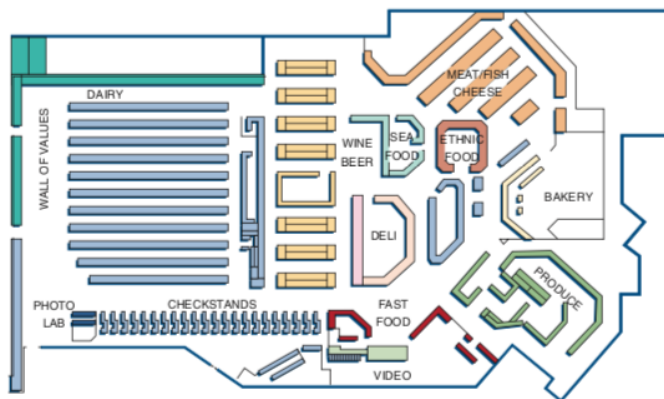 MEAT/FISH
CHEESE
DAIRY
WALL OF VALUES
WINE
BEER
SEA
FOOD
ETHNIC
FOOD
BAKERY
DELI
PRODUCE
PHOTO
LAB
CHECKSTANDS
FAST
FOOD
VIDEO